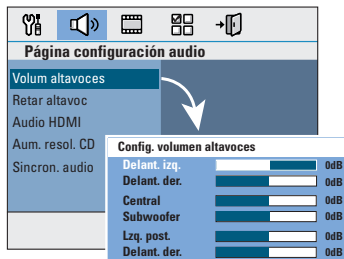 Página configuración audio
Volum altavoces
Retar altavoc
Audio HDMI
Aum. resol. CD
Sincron. audio
Config. volumen altavoces
Delant. izq. 0dB
Delant. der. 0dB
Central 0dB
Subwoofer 0dB
Lzq. post. 0dB
Delant. der. 0dB